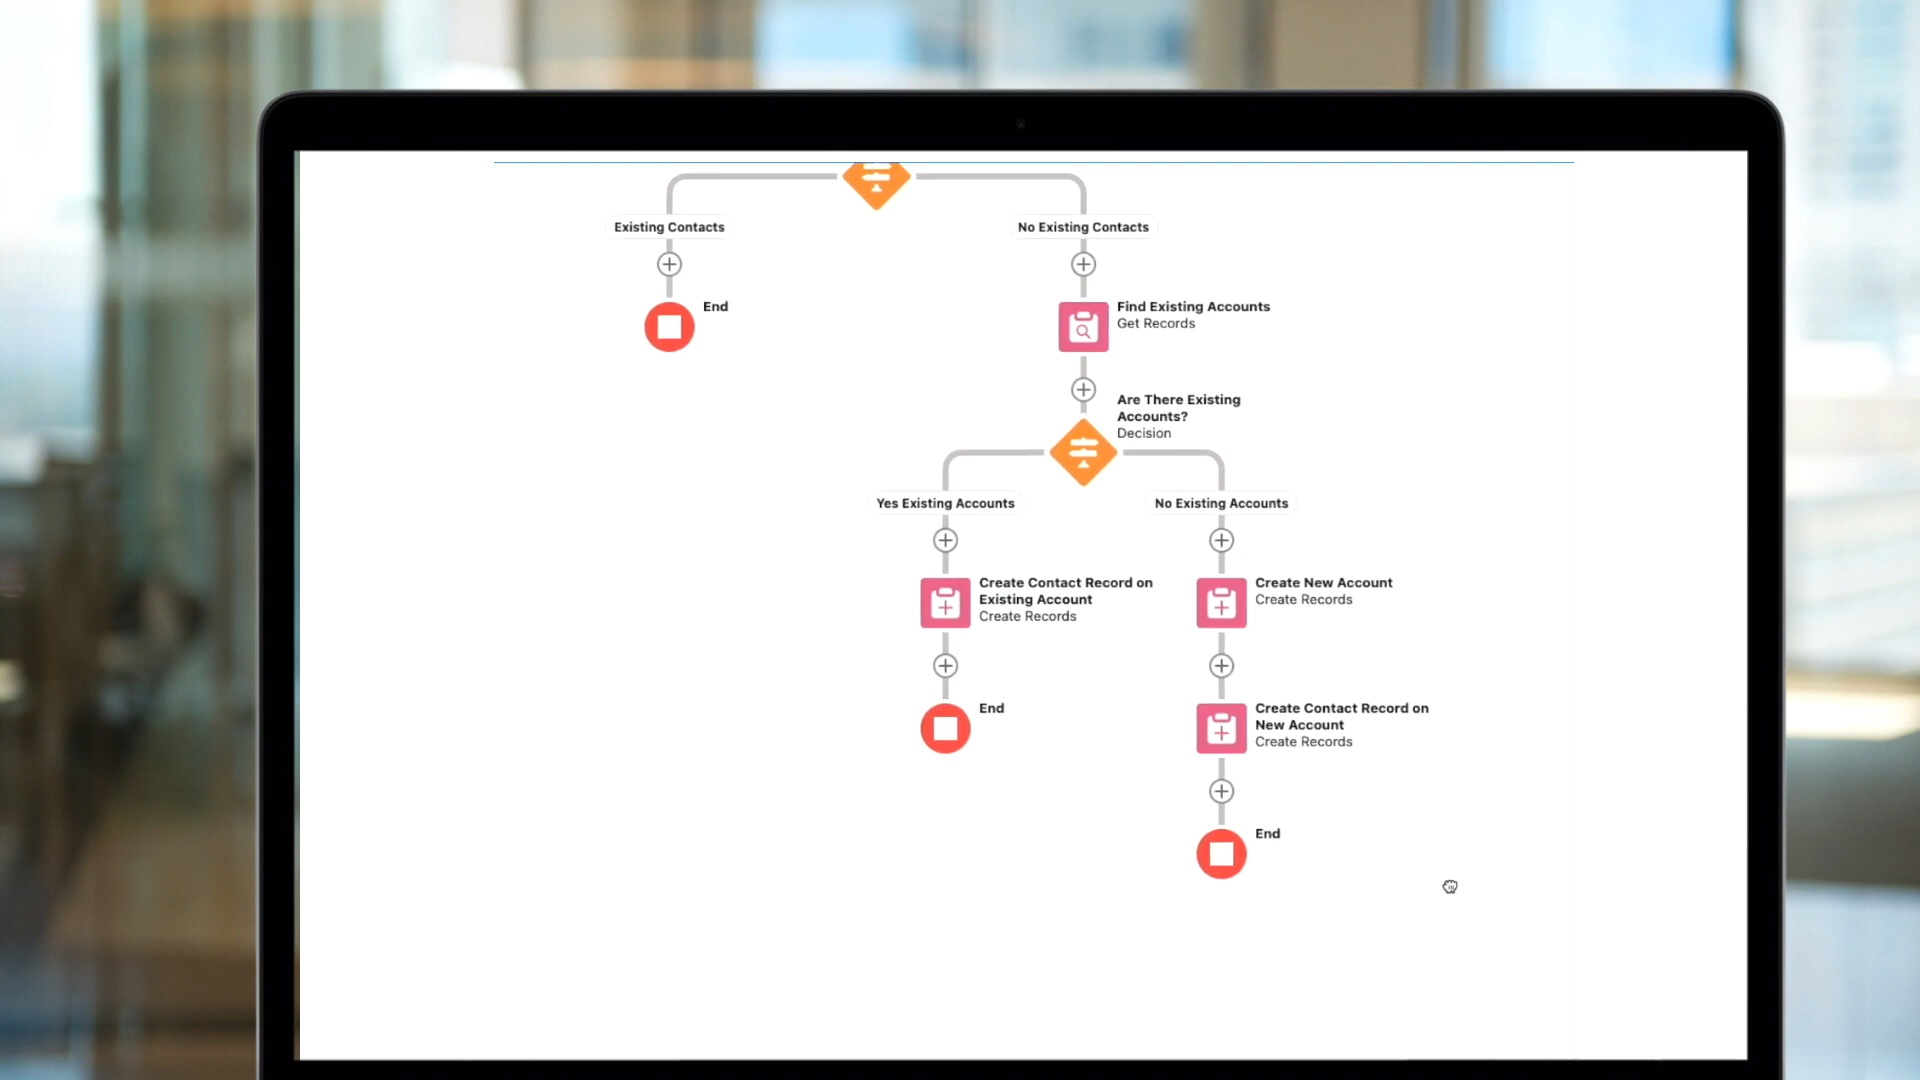 Existing Contacts
No Existing Contacts
End
Find Existing Accounts
Get Records
Are There Existing
Accounts?
Decision
Yes Existing Accounts
No Existing Accounts
Create Contact Record on
Existing Account
Create Records
Create New Account
Create Records
End
Create Contact Record on
New Account
Create Records
End